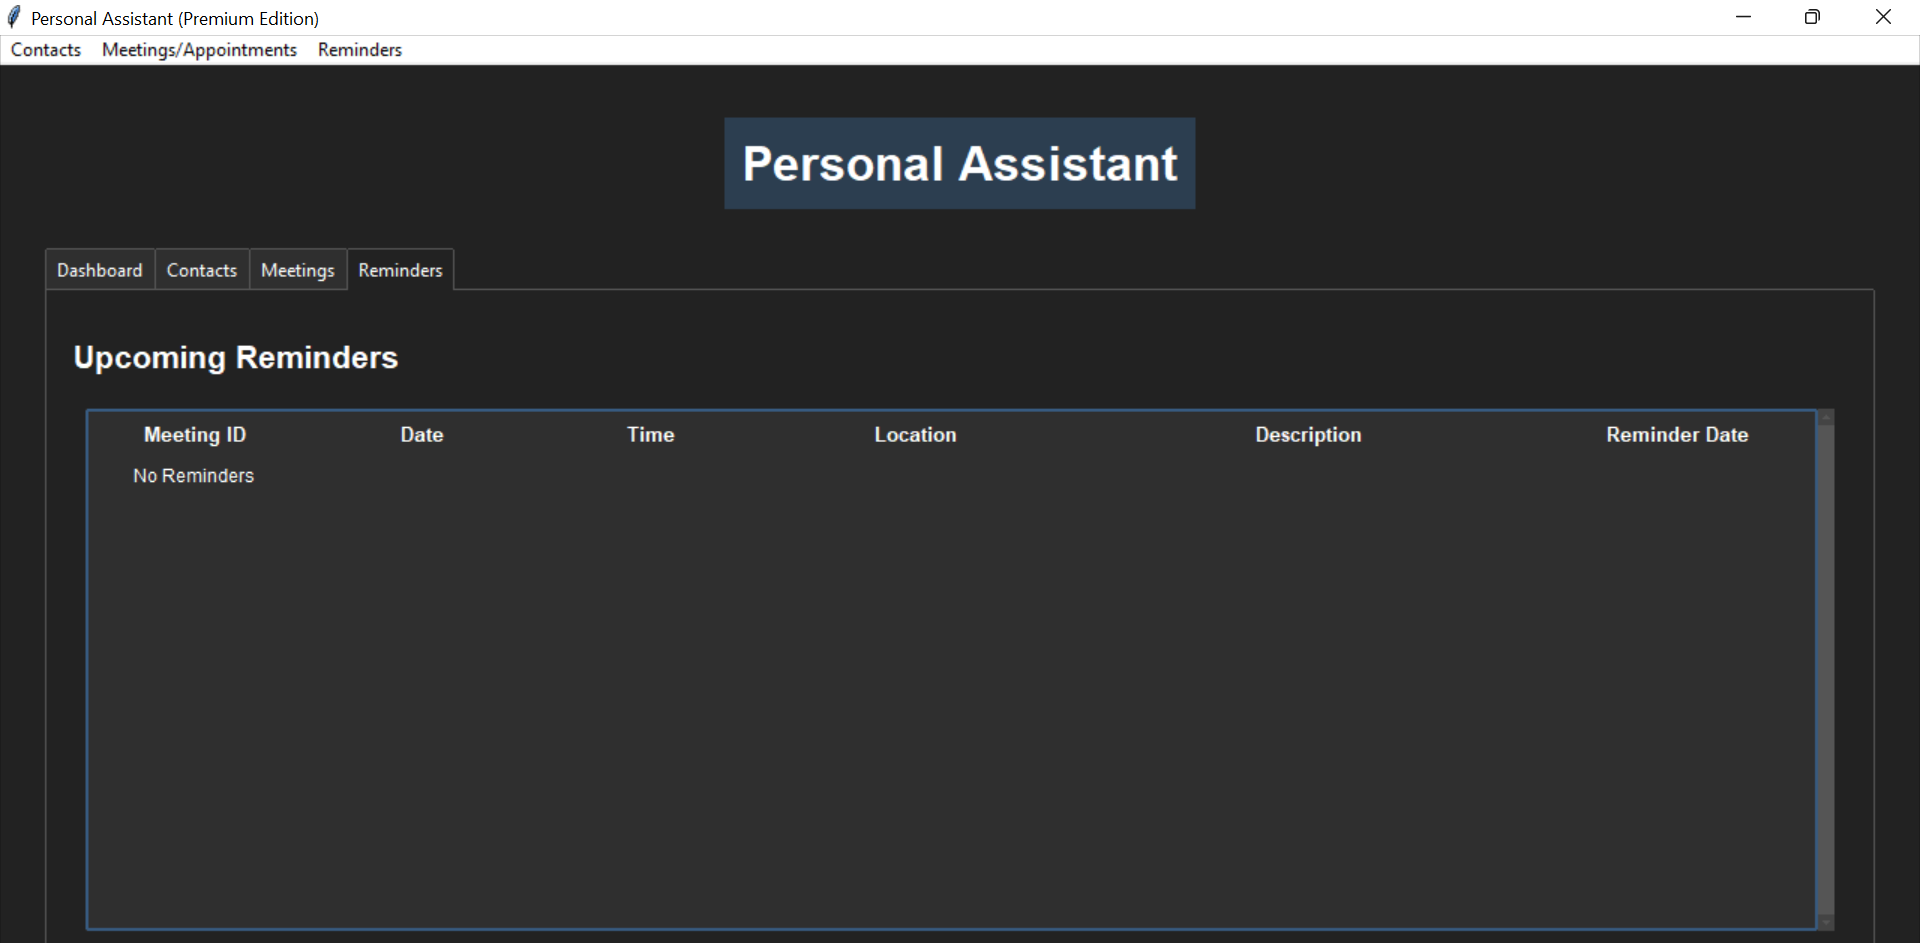 Personal Assistant (Premium Edition)
Contacts Meetings/Appointments Reminders
Personal Assistant
Dashboard Contacts Meetings Reminders
Upcoming Reminders
Meeting ID Date Time Location Description Reminder Date
No Reminders